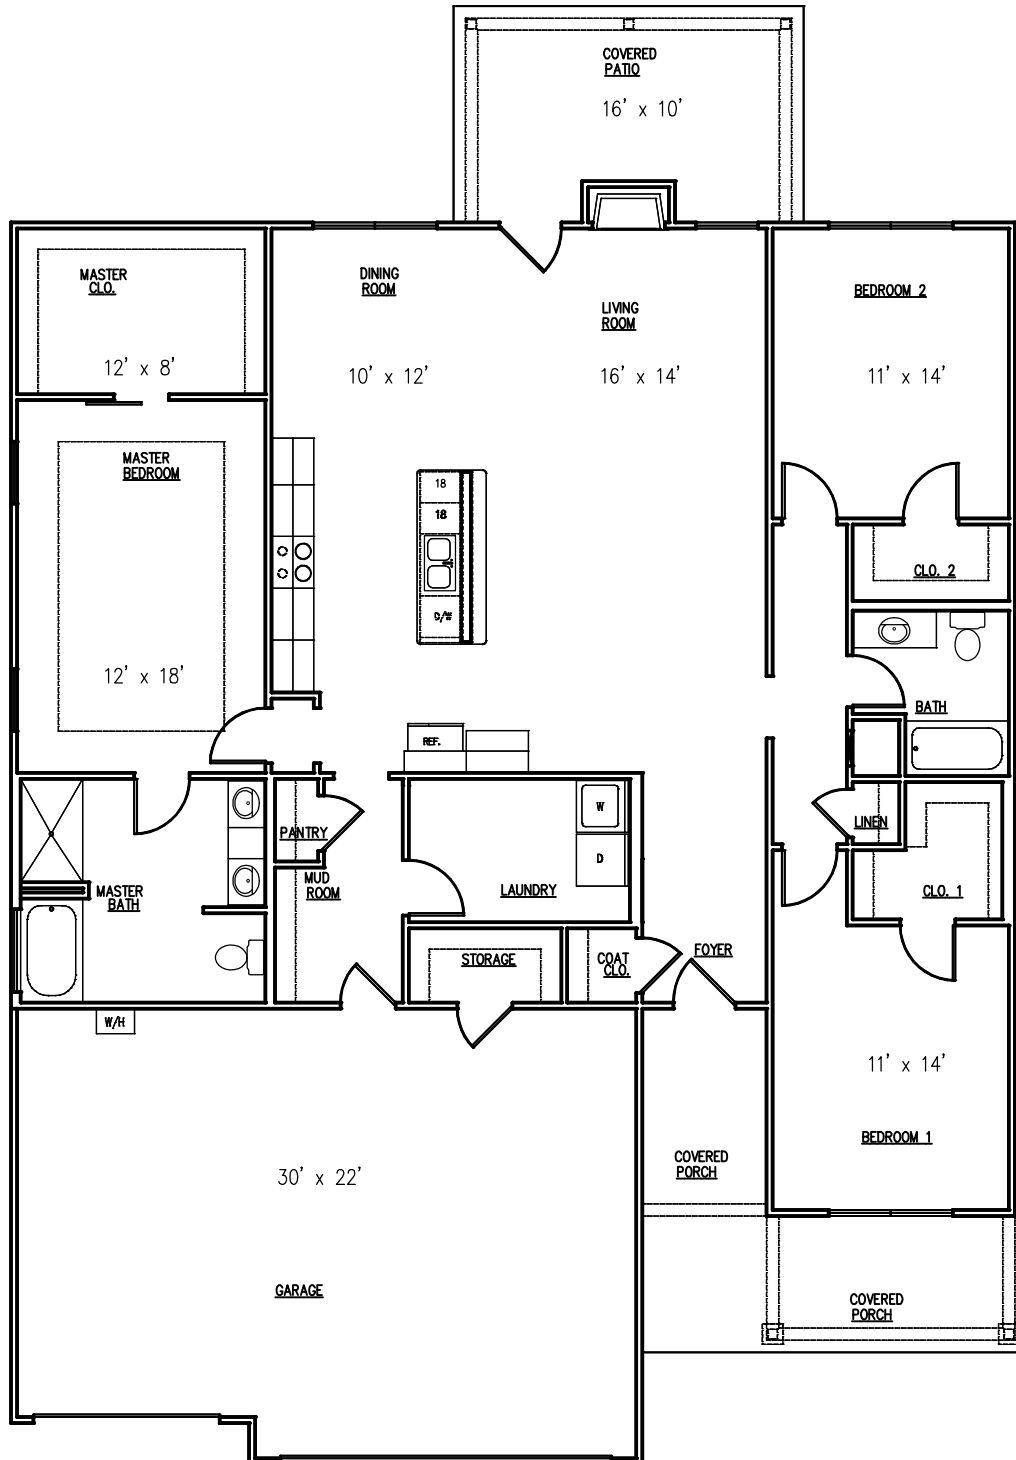 COVERED
PATIO
16' x 10'
MASTER
CLO.
12' x 8'
DINING
ROOM
10' x 12'
LIVING
ROOM
16' x 14'
BEDROOM 2
11' x 14'
MASTER
BEDROOM
12' x 18'
18
18
D/W
CLO. 2
BATH
REF.
PANTRY
MUD
ROOM
W
D
LAUNDRY
LINEN
CLO. 1
MASTER
BATH
STORAGE
COAT
CLO.
FOYER
W/H
11' x 14'
BEDROOM 1
COVERED
PORCH
30' x 22'
GARAGE
COVERED
PORCH